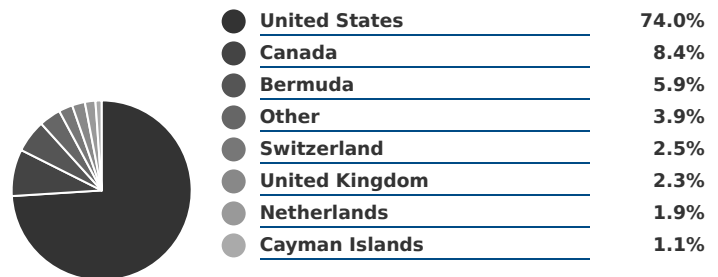 United States 74.0%
Canada 8.4%
Bermuda 5.9%
Other 3.9%
Switzerland 2.5%
United Kingdom 2.3%
Netherlands 1.9%
Cayman Islands 1.1%